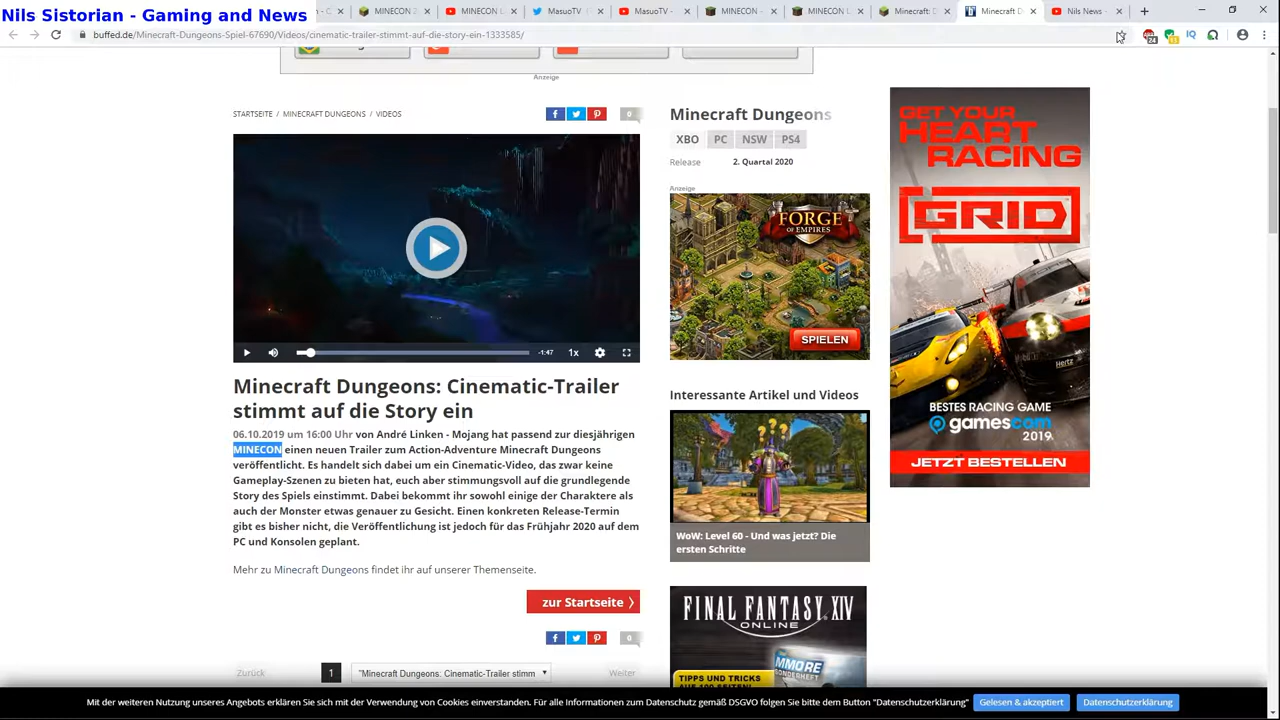 Nils Sistorian - Gaming and News
MINECON
MINECON L
MasuoTV -
MasuoTV -
MINECON -
MINECON L
Minecraft D
Minecraft D
Nils News -
buffed.de/Minecraft-Dungeons-Spiel-67690/Videos/cinematic-trailer-stimmt-auf-die-story-ein-1333585/
24
Anzeige
STARTSEITE / MINECRAFT DUNGEONS / VIDEOS
0
-1:47
1x
Minecraft Dungeons: Cinematic-Trailer
stimmt auf die Story ein
06.10.2019 um 16:00 Uhr von André Linken - Mojang hat passend zur diesjährigen
MINECON einen neuen Trailer zum Action-Adventure Minecraft Dungeons
veröffentlicht. Es handelt sich dabei um ein Cinematic-Video, das zwar keine
Gameplay-Szenen zu bieten hat, euch aber stimmungsvoll auf die grundlegende
Story des Spiels einstimmt. Dabei bekommt ihr sowohl einige der Charaktere als
auch der Monster etwas genauer zu Gesicht. Einen konkreten Release-Termin
gibt es bisher nicht, die Veröffentlichung ist jedoch für das Frühjahr 2020 auf dem
PC und Konsolen geplant.
Mehr zu Minecraft Dungeons findet ihr auf unserer Themenseite.
zur Startseite
0
Zurück
1
"Minecraft Dungeons: Cinematic-Trailer stimm
Weiter
Minecraft Dungeons
XBO PC NSW PS4
Release 2. Quartal 2020
Anzeige
FORGE
OF EMPIRES
SPIELEN
Interessante Artikel und Videos
WoW: Level 60 - Und was jetzt? Die
ersten Schritte
FINAL FANTASY XIV
ONLINE
MMORE
SONDERHEFT
TIPPS UND TRICKS
AUF 100 SEITEN!
GET YOUR
HEART
RACING
GRID
Hertz
BESTES RACING GAME
gamescom
2019
JETZT BESTELLEN
Mit der weiteren Nutzung unseres Angebots erklären Sie sich mit der Verwendung von Cookies einverstanden. Für alle Informationen zum Datenschutz gemäß DSGVO folgen Sie bitte dem Button "Datenschutzerklärung"
Gelesen & akzeptiert
Datenschutzerklärung